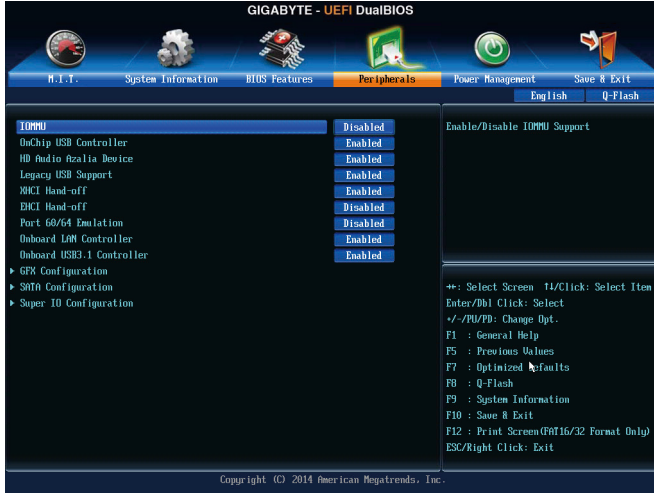 GIGABYTE - UEFI DualBIOS
M.I.T.
System Information
BIOS Features
Peripherals
Power Management
Save & Exit
English
Q-Flash
IOMMU Disabled
OnChip USB Controller Enabled
HD Audio Azalia Device Enabled
Legacy USB Support Enabled
XHCI Hand-off Enabled
EHCI Hand-off Disabled
Port 60/64 Emulation Disabled
Onboard LAN Controller Enabled
Onboard USB3.1 Controller Enabled
GFX Configuration
SATA Configuration
Super IO Configuration
Enable/Disable IOMMU Support
↔: Select Screen ↑↓/Click: Select Item
Enter/Dbl Click: Select
+/-/PU/PD: Change Opt.
F1 : General Help
F5 : Previous Values
F7 : Optimized Defaults
F8 : Q-Flash
F9 : System Information
F10 : Save & Exit
F12 : Print Screen(FAT16/32 Format Only)
ESC/Right Click: Exit
Copyright (C) 2014 American Megatrends, Inc.